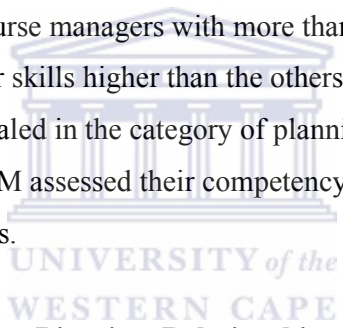 urse managers with more than
r skills higher than the others
aled in the category of planni
M assessed their competency
s.
UNIVERSITY of the
WESTERN CAPE